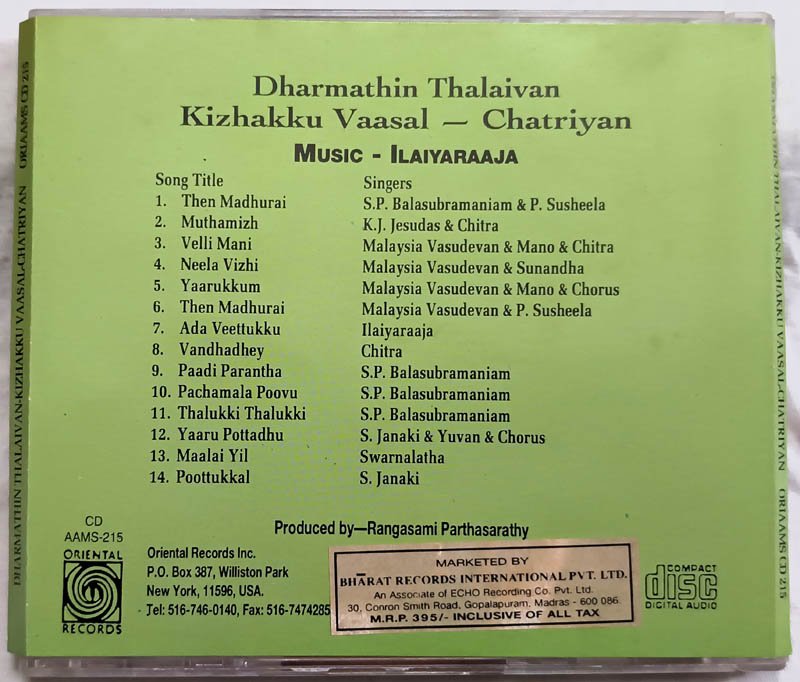 Dharmathin Thalaivan
Kizhakku Vaasal — Chatriyan
MUSIC - ILAIYARAAJA
Song Title Singers
1. Then Madhurai S.P. Balasubramaniam & P. Susheela
2. Muthamizh K.J. Jesudas & Chitra
3. Velli Mani Malaysia Vasudevan & Mano & Chitra
4. Neela Vizhi Malaysia Vasudevan & Sunandha
5. Yaarukkum Malaysia Vasudevan & Mano & Chorus
6. Then Madhurai Malaysia Vasudevan & P. Susheela
7. Ada Veettukku Ilaiyaraaja
8. Vandhadhey Chitra
9. Paadi Parantha S.P. Balasubramaniam
10. Pachamala Poovu S.P. Balasubramaniam
11. Thalukki Thalukki S.P. Balasubramaniam
12. Yaaru Pottadhu S. Janaki & Yuvan & Chorus
13. Maalai Yil Swarnalatha
14. Poottukkal S. Janaki
Produced by—Rangasami Parthasarathy
CD
AAMS-215
ORIENTAL
RECORDS
Oriental Records Inc.
P.O. Box 387, Williston Park
New York, 11596, USA.
Tel: 516-746-0140, Fax: 516-7474285
MARKETED BY
BHĀRAT RECORDS INTERNATIONAL PVT. LTD.
An Associate of ECHO Recording Co. Pvt. Ltd.
30, Conron Smith Road, Gopalapuram, Madras - 600 086.
M.R.P. 395/- INCLUSIVE OF ALL TAX
COMPACT
disc
DIGITAL AUDIO
DHARMATHIN THALAIVAN-KIZHAKKU VAASAL-CHATRIYAN ORIAAMS CD 215
DHARMATHIN THALAIVAN-KIZHAKKU VAASAL-CHATRIYAN ORIAAMS CD 215